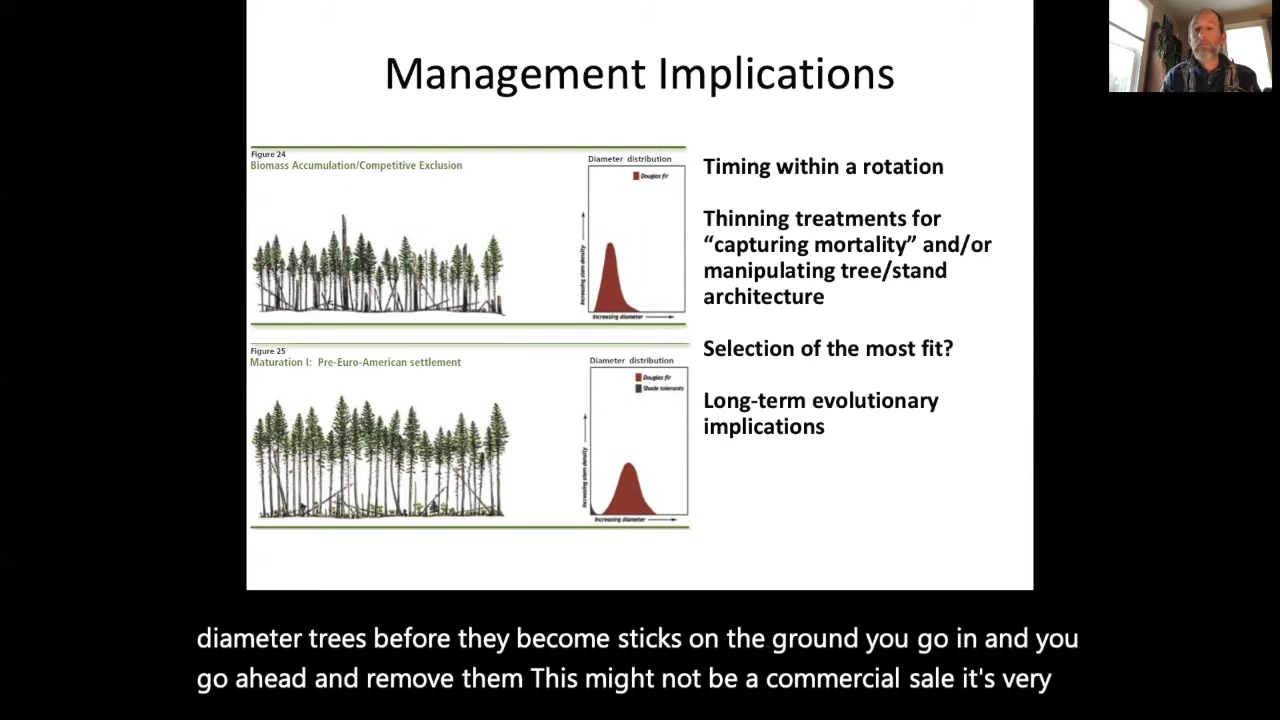 Management Implications
Figure 24
Biomass Accumulation/Competitive Exclusion
Diameter distribution
Douglas fir
Increasing stem density
Increasing diameter
Figure 25
Maturation I: Pre-Euro-American settlement
Diameter distribution
Douglas fir
Shade tolerants
Increasing stem density
Increasing diameter
Timing within a rotation
Thinning treatments for
“capturing mortality” and/or
manipulating tree/stand
architecture
Selection of the most fit?
Long-term evolutionary
implications
diameter trees before they become sticks on the ground you go in and you
go ahead and remove them This might not be a commercial sale it's very